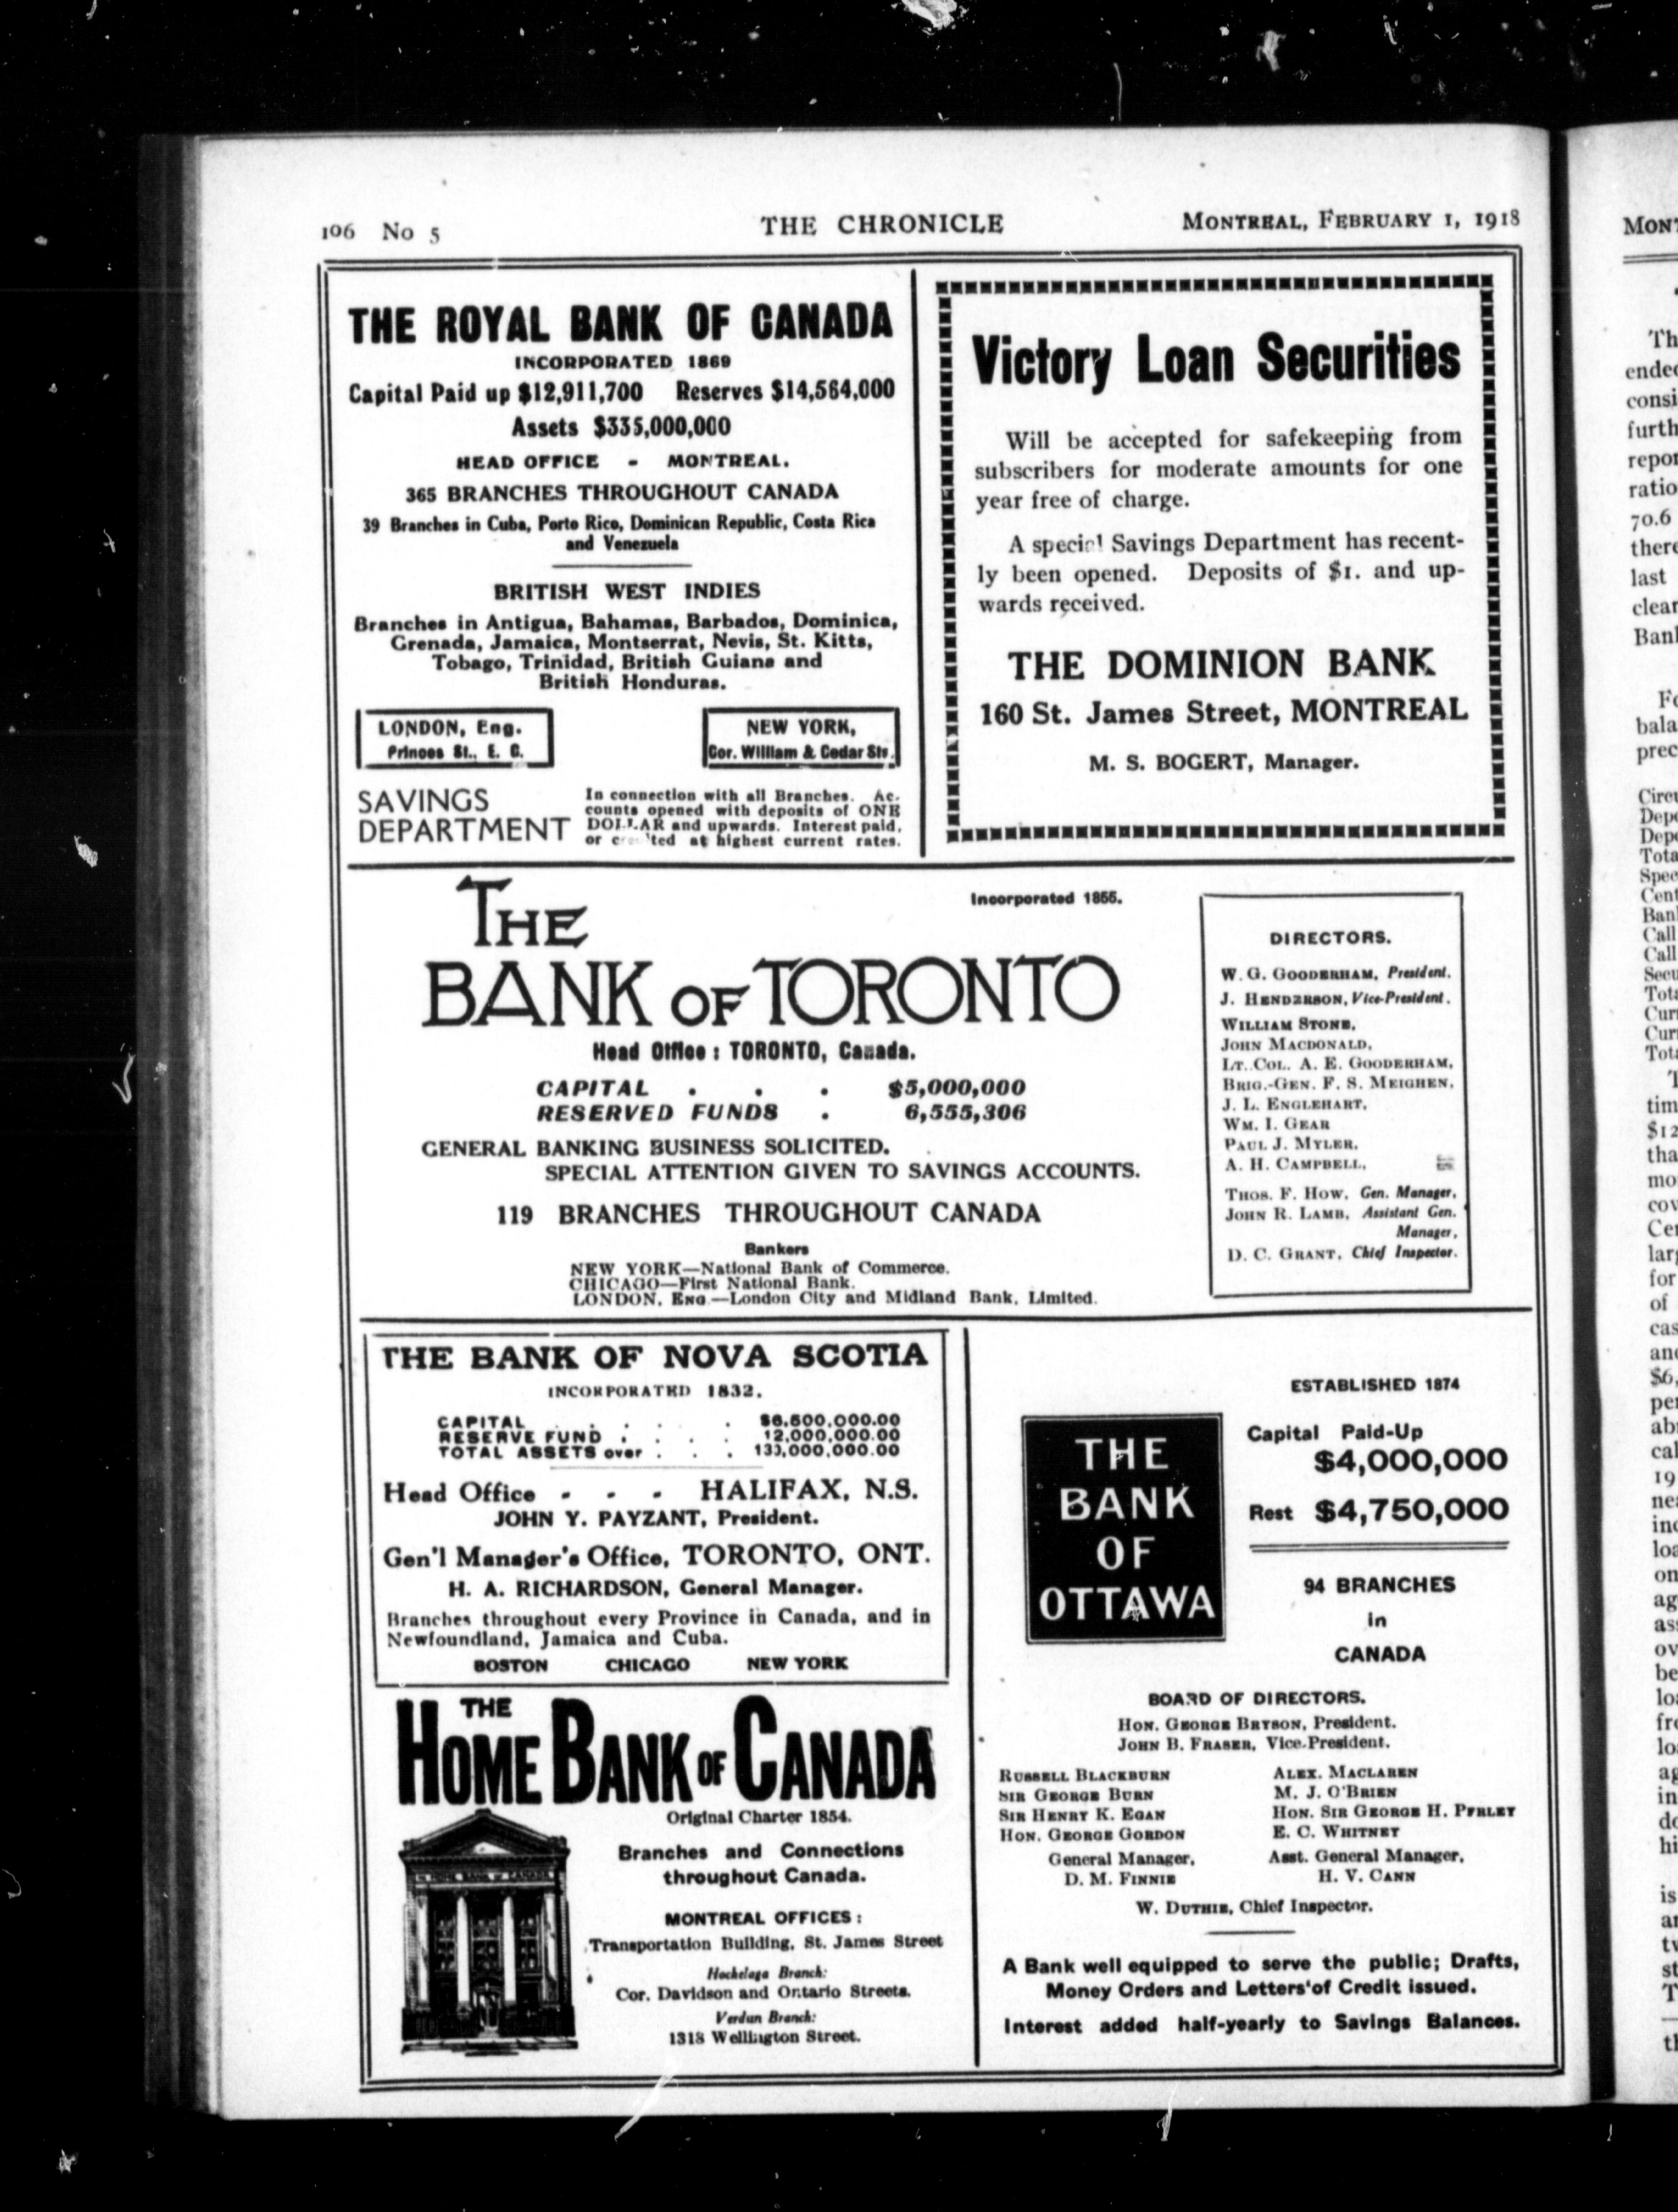 106 No 5 THE CHRONICLE MONTREAL, FEBRUARY 1, 1918
THE ROYAL BANK OF CANADA
INCORPORATED 1869
Capital Paid up $12,911,700 Reserves $14,564,000
Assets $335,000,000
HEAD OFFICE - MONTREAL.
365 BRANCHES THROUGHOUT CANADA
39 Branches in Cuba, Porto Rico, Dominican Republic, Costa Rica
and Venezuela
BRITISH WEST INDIES
Branches in Antigua, Bahamas, Barbados, Dominica,
Grenada, Jamaica, Montserrat, Nevis, St. Kitts,
Tobago, Trinidad, British Guiana and
British Honduras.
LONDON, Eng.
Princes St., E. C.
NEW YORK,
Cor. William & Cedar Sts.
SAVINGS
DEPARTMENT
In connection with all Branches. Ac-
counts opened with deposits of ONE
DOLLAR and upwards. Interest paid,
or at highest current rates.
Victory Loan Securities
Will be accepted for safekeeping from
subscribers for moderate amounts for one
year free of charge.
A special Savings Department has recent-
ly been opened. Deposits of $1. and up-
wards received.
THE DOMINION BANK
160 St. James Street, MONTREAL
M. S. BOGERT, Manager.
THE
BANK OF TORONTO
Incorporated 1855.
Head Office : TORONTO, Canada.
CAPITAL . . . $5,000,000
RESERVED FUNDS . 6,555,306
GENERAL BANKING BUSINESS SOLICITED.
SPECIAL ATTENTION GIVEN TO SAVINGS ACCOUNTS.
119 BRANCHES THROUGHOUT CANADA
Bankers
NEW YORK—National Bank of Commerce.
CHICAGO—First National Bank.
LONDON, ENG.—London City and Midland Bank, Limited.
DIRECTORS.
W. G. GOODERHAM, President.
J. HENDERSON, Vice-President.
WILLIAM STONE,
JOHN MACDONALD,
LT. COL. A. E. GOODERHAM,
BRIG.-GEN. F. S. MEIGHEN,
J. L. ENGLEHART,
WM. I. GEAR
PAUL J. MYLER,
A. H. CAMPBELL,
THOS. F. HOW, Gen. Manager,
JOHN R. LAMB, Assistant Gen.
Manager,
D. C. GRANT, Chief Inspector.
THE BANK OF NOVA SCOTIA
INCORPORATED 1832.
CAPITAL . . . . $6,500,000.00
RESERVE FUND . . . . 12,000,000.00
TOTAL ASSETS over . . . 130,000,000.00
Head Office - - - HALIFAX, N.S.
JOHN Y. PAYZANT, President.
Gen'l Manager's Office, TORONTO, ONT.
H. A. RICHARDSON, General Manager.
Branches throughout every Province in Canada, and in
Newfoundland, Jamaica and Cuba.
BOSTON CHICAGO NEW YORK
THE
HOME BANK OF CANADA
Original Charter 1854.
Branches and Connections
throughout Canada.
MONTREAL OFFICES :
Transportation Building, St. James Street
Hochelaga Branch:
Cor. Davidson and Ontario Streets.
Verdun Branch:
1318 Wellington Street.
THE
BANK
OF
OTTAWA
ESTABLISHED 1874
Capital Paid-Up
$4,000,000
Rest $4,750,000
94 BRANCHES
in
CANADA
BOARD OF DIRECTORS.
HON. GEORGE BRYSON, President.
JOHN B. FRASER, Vice-President.
RUSSELL BLACKBURN ALEX. MACLAREN
SIR GEORGE BURN M. J. O'BRIEN
SIR HENRY K. EGAN HON. SIR GEORGE H. PERLEY
HON. GEORGE GORDON E. C. WHITNEY
General Manager, Asst. General Manager,
D. M. FINNIE H. V. CANN
W. DUTHIE, Chief Inspector.
A Bank well equipped to serve the public; Drafts,
Money Orders and Letters of Credit issued.
Interest added half-yearly to Savings Balances.